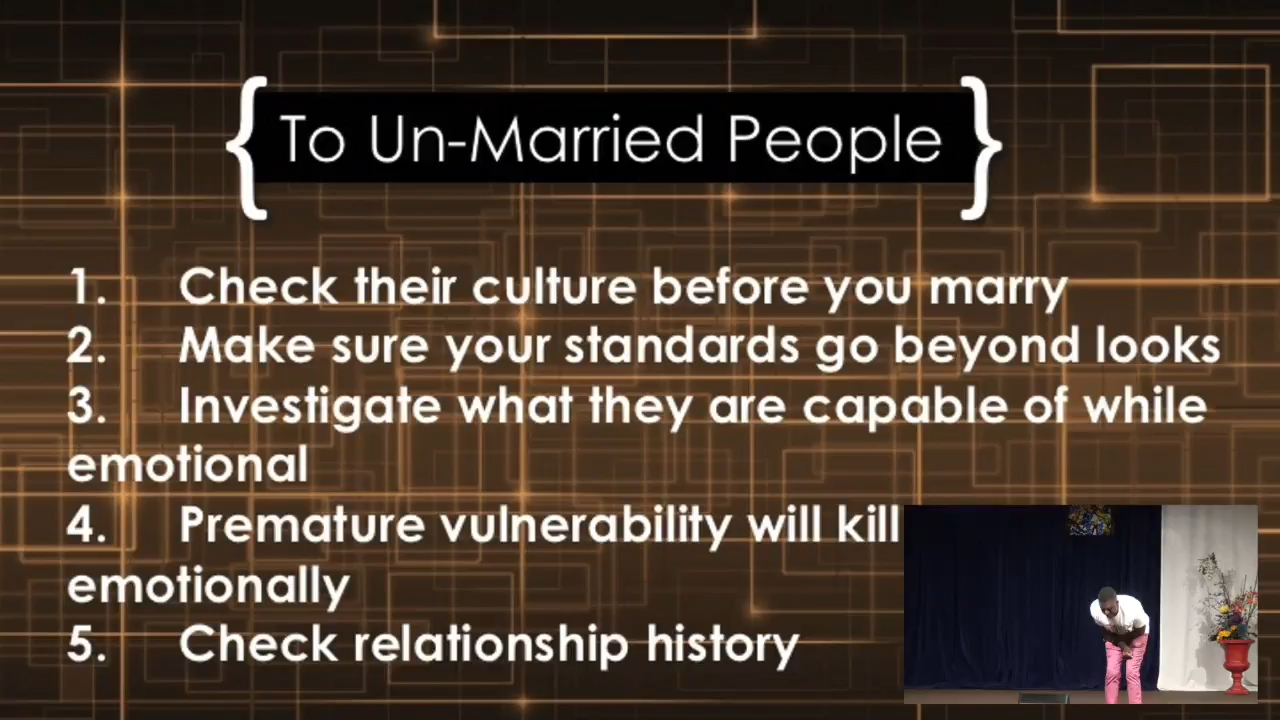 { To Un-Married People }
1. Check their culture before you marry
2. Make sure your standards go beyond looks
3. Investigate what they are capable of while
emotional
4. Premature vulnerability will kill
emotionally
5. Check relationship history